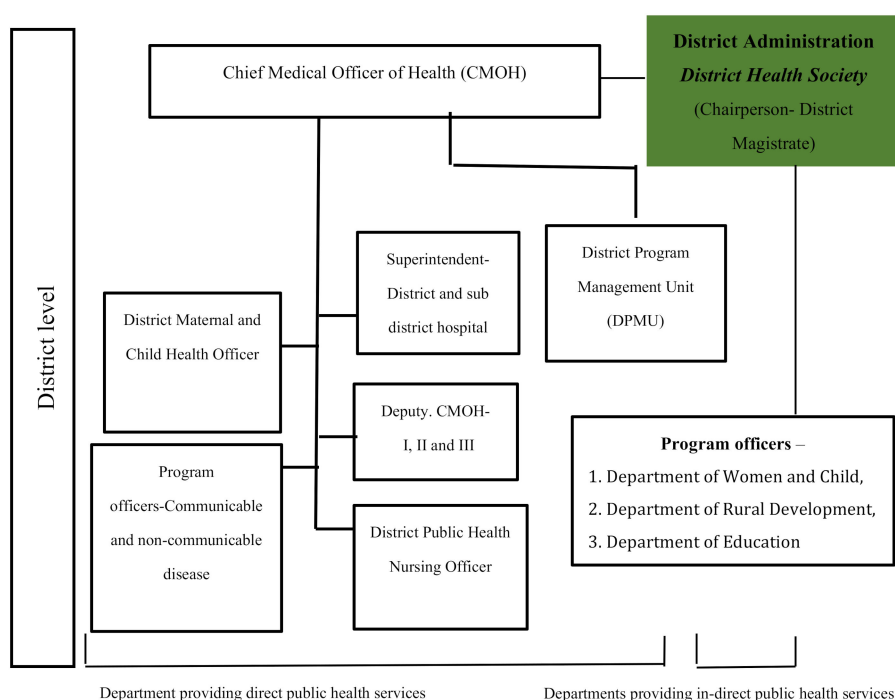 District level
Chief Medical Officer of Health (CMOH)
District Administration
District Health Society
(Chairperson- District
Magistrate)
Superintendent-
District and sub
district hospital
District Program
Management Unit
(DPMU)
District Maternal and
Child Health Officer
Deputy. CMOH-
I, II and III
Program
officers-Communicable
and non-communicable
disease
District Public Health
Nursing Officer
Program officers –
1. Department of Women and Child,
2. Department of Rural Development,
3. Department of Education
Department providing direct public health services
Departments providing in-direct public health services